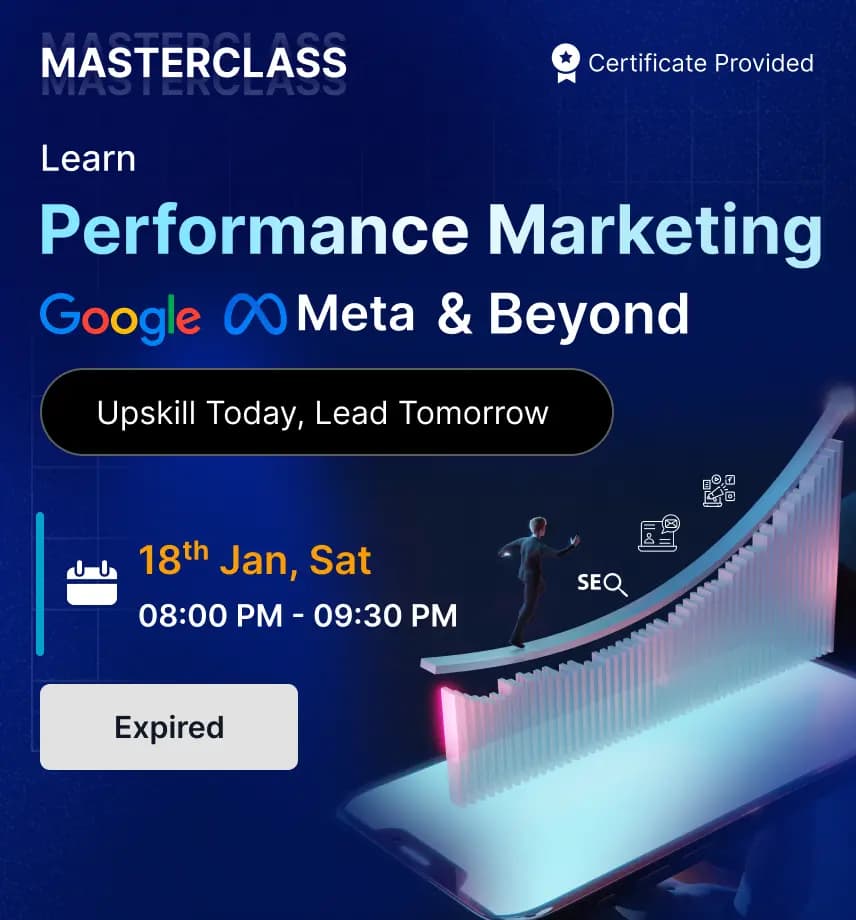 MASTERCLASS
Certificate Provided
Learn
Performance Marketing
Google Meta & Beyond
Upskill Today, Lead Tomorrow
18th Jan, Sat
08:00 PM - 09:30 PM
SEO
Expired